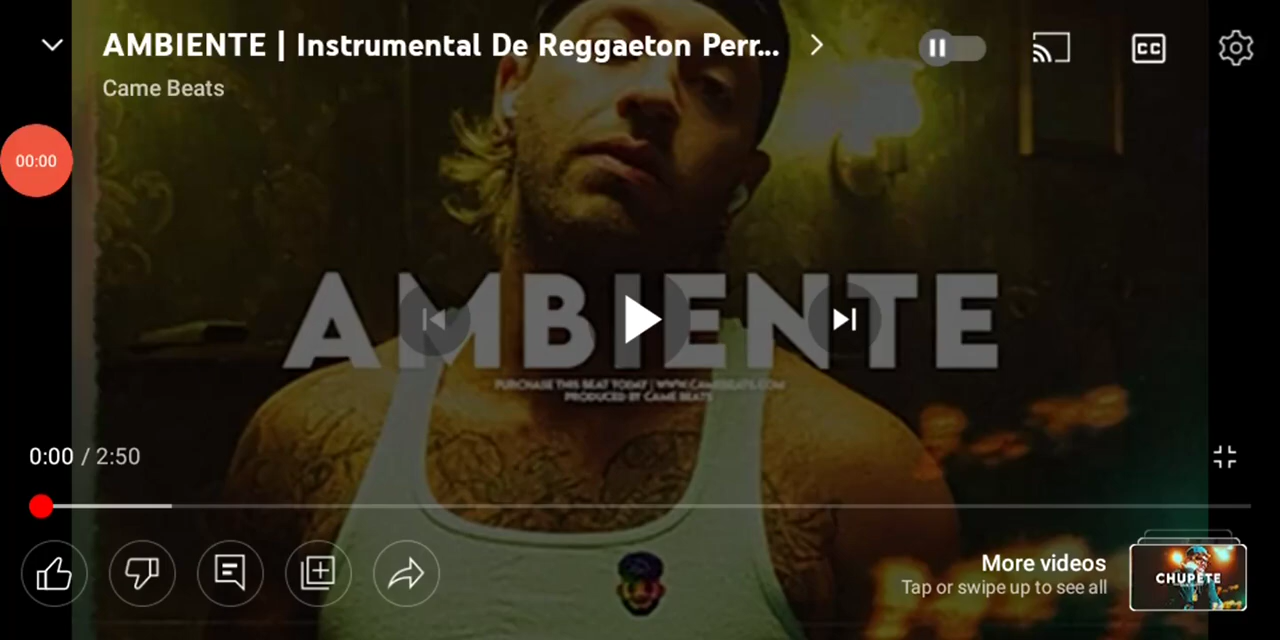 AMBIENTE | Instrumental De Reggaeton Perr...
CC
Came Beats
00:00
AMBIENTE
PURCHASE THIS BEAT TODAY | WWW.CAMEBEATS.COM
PRODUCED BY CAME BEATS
0:00 / 2:50
More videos
Tap or swipe up to see all
CHUPETE